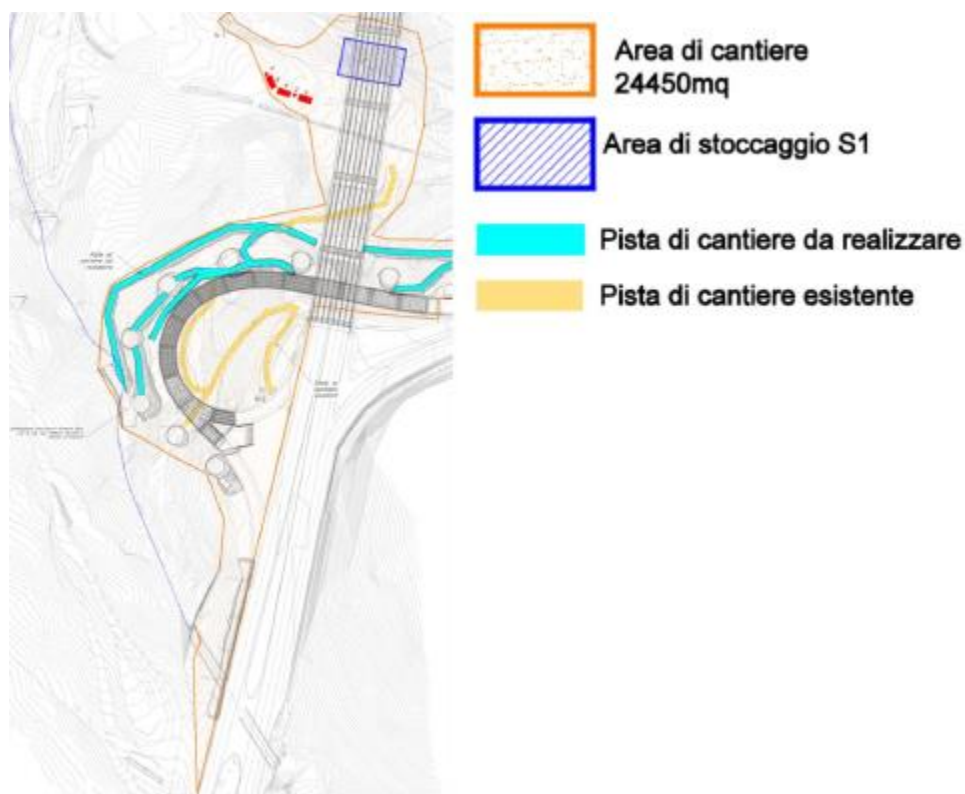 Area di cantiere
24450mq
Area di stoccaggio S1
Pista di cantiere da realizzare
Pista di cantiere esistente